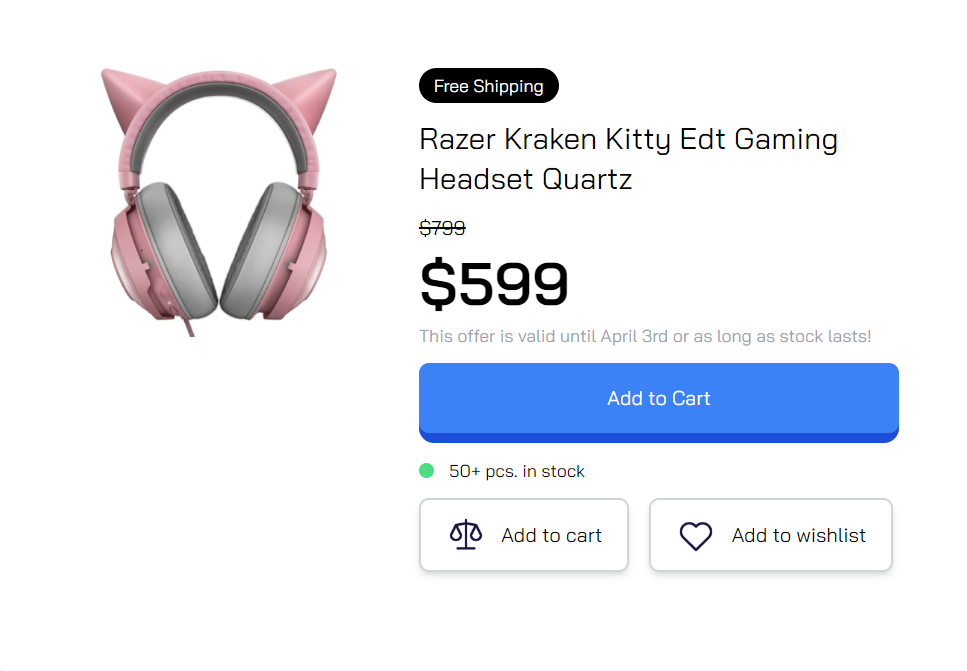 Free Shipping
Razer Kraken Kitty Edt Gaming
Headset Quartz
$799
$599
This offer is valid until April 3rd or as long as stock lasts!
Add to Cart
50+ pcs. in stock
Add to cart
Add to wishlist